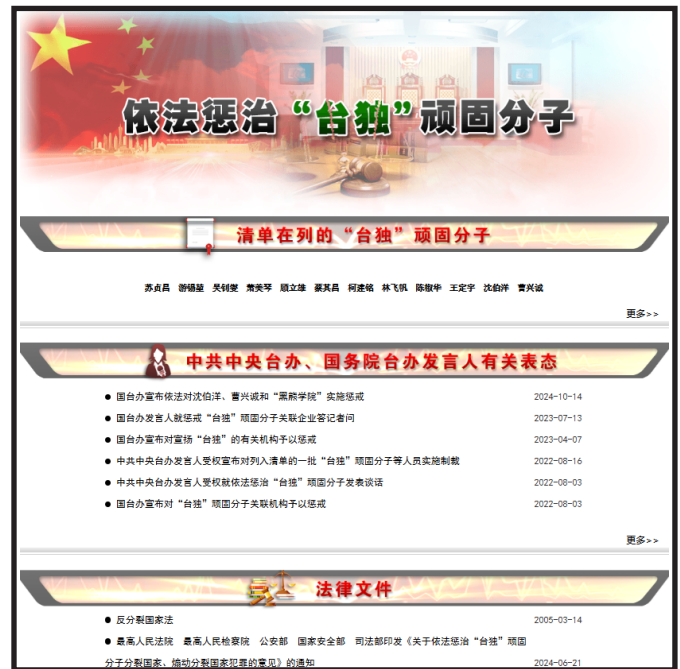 依法惩治“台独”顽固分子
清单在列的“台独”顽固分子
苏贞昌 游锡堃 吴钊燮 萧美琴 顾立雄 蔡其昌 柯建铭 林飞帆 陈椒华 王定宇 沈伯洋 曹兴诚
更多>>
中共中央台办、国务院台办发言人有关表态
● 国台办宣布依法对沈伯洋、曹兴诚和“黑熊学院”实施惩戒 2024-10-14
● 国台办发言人就惩戒“台独”顽固分子关联企业答记者问 2023-07-13
● 国台办宣布对宣扬“台独”的有关机构予以惩戒 2023-04-07
● 中共中央台办发言人受权宣布对列入清单的一批“台独”顽固分子等人员实施制裁 2022-08-16
● 中共中央台办发言人受权就依法惩治“台独”顽固分子发表谈话 2022-08-03
● 国台办宣布对“台独”顽固分子关联机构予以惩戒 2022-08-03
更多>>
法律文件
● 反分裂国家法 2005-03-14
● 最高人民法院 最高人民检察院 公安部 国家安全部 司法部印发《关于依法惩治“台独”顽固
分子分裂国家、煽动分裂国家犯罪的意见》的通知 2024-06-21